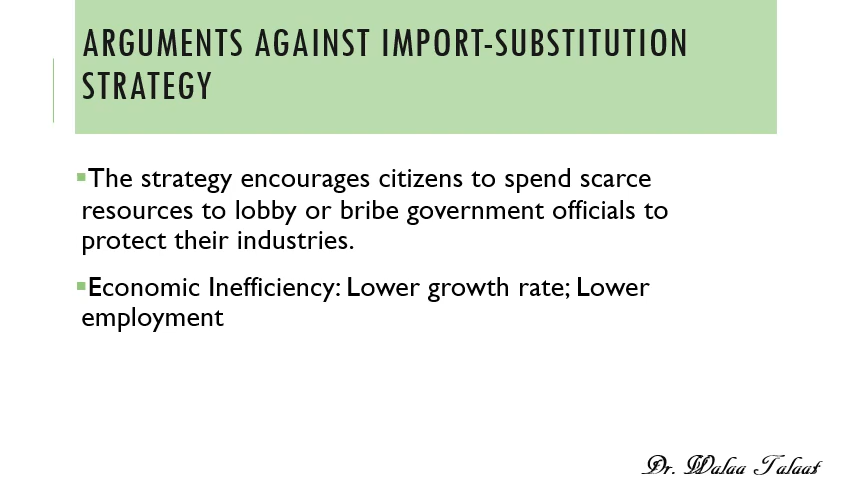 ARGUMENTS AGAINST IMPORT-SUBSTITUTION
STRATEGY
▪The strategy encourages citizens to spend scarce
resources to lobby or bribe government officials to
protect their industries.
▪Economic Inefficiency: Lower growth rate; Lower
employment
Dr. Walaa Talaat